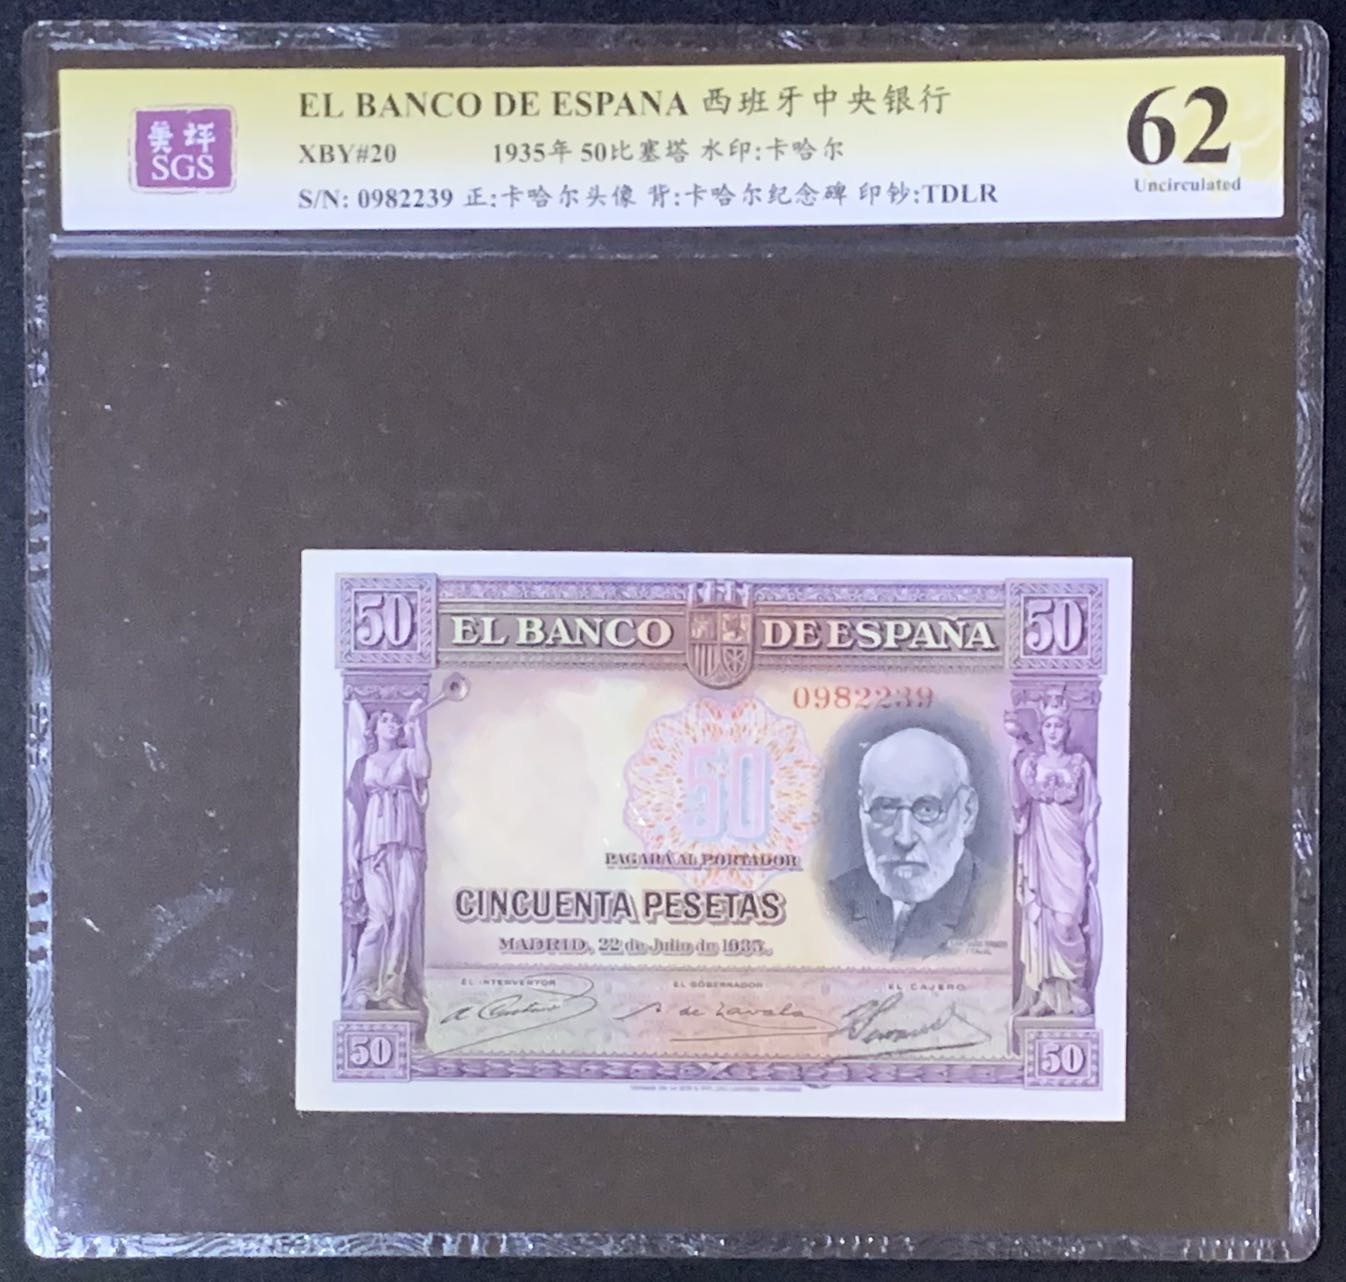 EL BANCO DE ESPANA 西班牙中央银行
美评
SGS
XBY#20 1935年 50比塞塔 水印:卡哈尔
S/N: 0982239 正:卡哈尔头像 背:卡哈尔纪念碑 印钞:TDLR
62
Uncirculated
50 EL BANCO DE ESPAÑA 50
0982239
50
PAGARÁ AL PORTADOR
CINCUENTA PESETAS
MADRID, 22 de Julio de 1935.
EL INTERVENTOR EL GOBERNADOR EL CAJERO
50 50